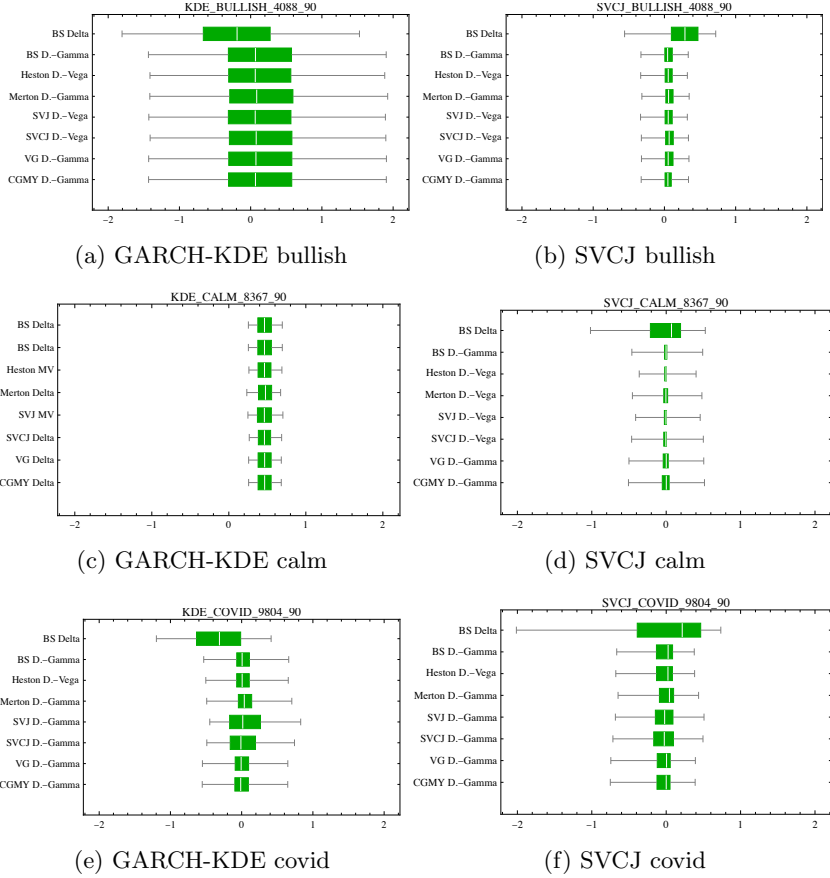 KDE_BULLISH_4088_90
BS Delta
BS D.-Gamma
Heston D.-Vega
Merton D.-Gamma
SVJ D.-Vega
SVCJ D.-Vega
VG D.-Gamma
CGMY D.-Gamma
-2 -1 0 1 2
(a) GARCH-KDE bullish
SVCJ_BULLISH_4088_90
BS Delta
BS D.-Gamma
Heston D.-Vega
Merton D.-Gamma
SVJ D.-Vega
SVCJ D.-Vega
VG D.-Gamma
CGMY D.-Gamma
-2 -1 0 1 2
(b) SVCJ bullish
KDE_CALM_8367_90
BS Delta
BS Delta
Heston MV
Merton Delta
SVJ MV
SVCJ Delta
VG Delta
CGMY Delta
-2 -1 0 1 2
(c) GARCH-KDE calm
SVCJ_CALM_8367_90
BS Delta
BS D.-Gamma
Heston D.-Vega
Merton D.-Vega
SVJ D.-Vega
SVCJ D.-Vega
VG D.-Gamma
CGMY D.-Gamma
-2 -1 0 1 2
(d) SVCJ calm
KDE_COVID_9804_90
BS Delta
BS D.-Gamma
Heston D.-Vega
Merton D.-Gamma
SVJ D.-Gamma
SVCJ D.-Gamma
VG D.-Gamma
CGMY D.-Gamma
-2 -1 0 1 2
(e) GARCH-KDE covid
SVCJ_COVID_9804_90
BS Delta
BS D.-Gamma
Heston D.-Vega
Merton D.-Gamma
SVJ D.-Gamma
SVCJ D.-Gamma
VG D.-Gamma
CGMY D.-Gamma
-2 -1 0 1 2
(f) SVCJ covid